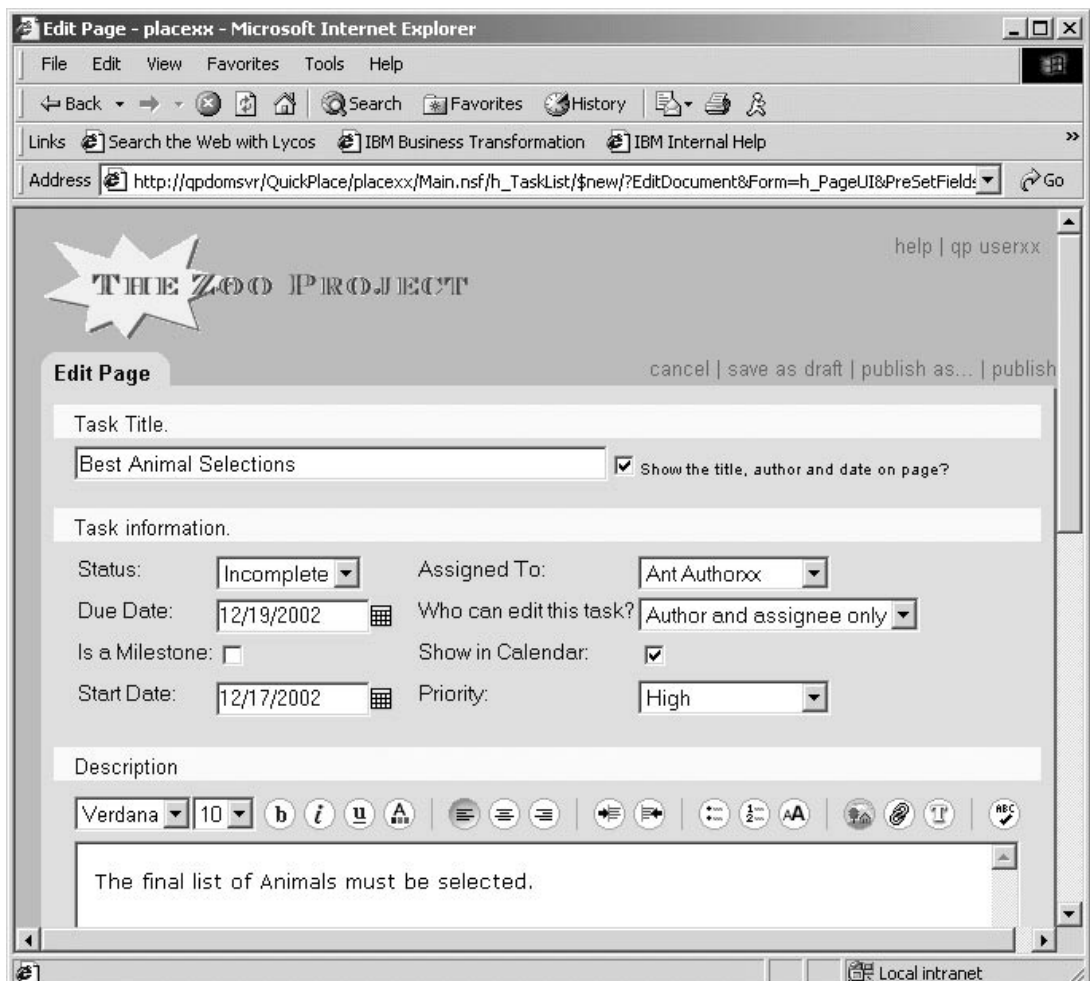 Edit Page - placexx - Microsoft Internet Explorer
File Edit View Favorites Tools Help
Back Search Favorites History
Links Search the Web with Lycos IBM Business Transformation IBM Internal Help »
Address http://qpdomsvr/QuickPlace/placexx/Main.nsf/h_TaskList/$new/?EditDocument&Form=h_PageUI&PreSetFields Go
help | qp userxx
THE ZOO PROJECT
Edit Page cancel | save as draft | publish as... | publish
Task Title.
Best Animal Selections Show the title, author and date on page?
Task information.
Status: Incomplete Assigned To: Ant Authorxx
Due Date: 12/19/2002 Who can edit this task? Author and assignee only
Is a Milestone: Show in Calendar:
Start Date: 12/17/2002 Priority: High
Description
Verdana 10 b i u A 1 2 AA T ABC
The final list of Animals must be selected.
Local intranet